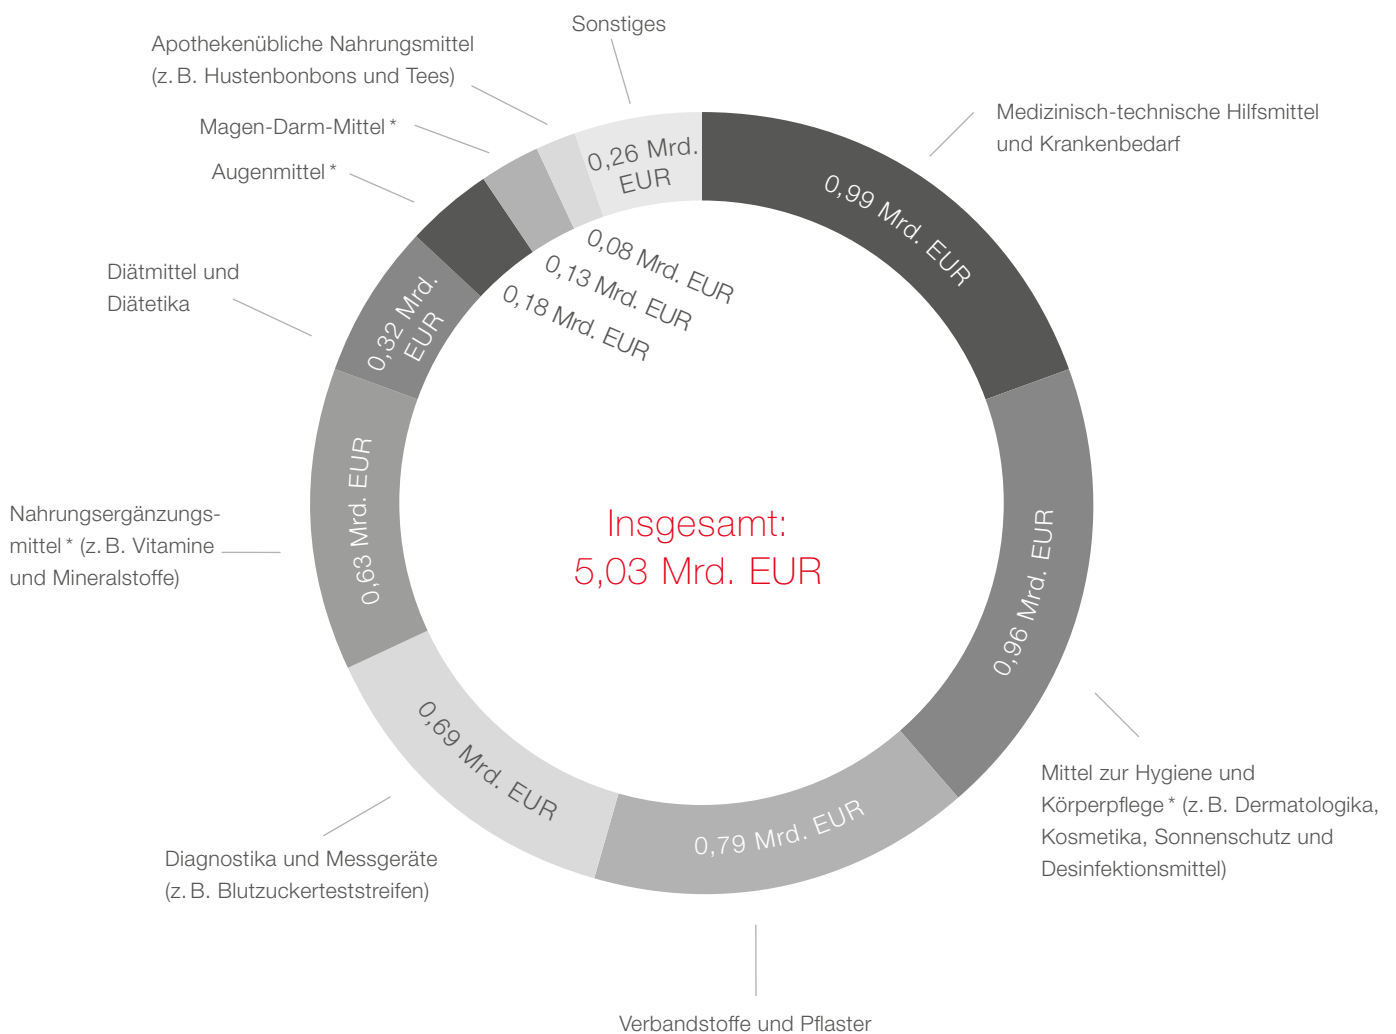 Sonstiges
Apothekenübliche Nahrungsmittel
(z. B. Hustenbonbons und Tees)
Magen-Darm-Mittel *
Augenmittel *
Diätmittel und
Diätetika
Nahrungsergänzungs-
mittel * (z. B. Vitamine
und Mineralstoffe)
Diagnostika und Messgeräte
(z. B. Blutzuckerteststreifen)
Verbandstoffe und Pflaster
Mittel zur Hygiene und
Körperpflege * (z. B. Dermatologika,
Kosmetika, Sonnenschutz und
Desinfektionsmittel)
Medizinisch-technische Hilfsmittel
und Krankenbedarf
0,26 Mrd.
EUR
0,99 Mrd. EUR
0,96 Mrd. EUR
0,79 Mrd. EUR
0,69 Mrd. EUR
0,63 Mrd. EUR
0,32 Mrd.
EUR
0,08 Mrd. EUR
0,13 Mrd. EUR
0,18 Mrd. EUR
Insgesamt:
5,03 Mrd. EUR